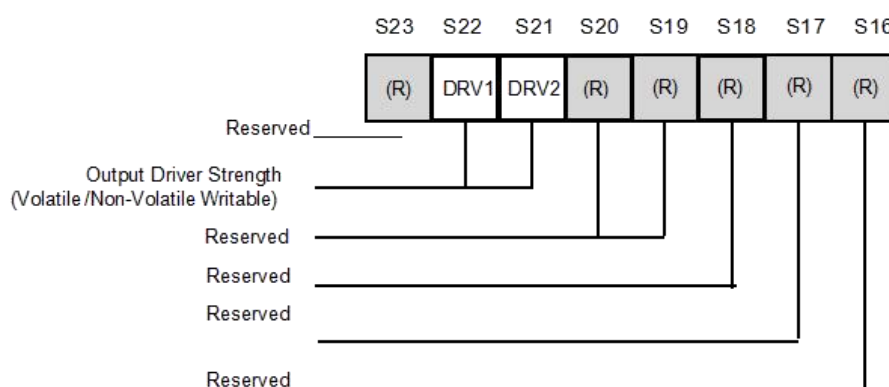 S23 S22 S21 S20 S19 S18 S17 S16
(R) DRV1 DRV2 (R) (R) (R) (R) (R)
Reserved
Output Driver Strength
(Volatile/Non-Volatile Writable)
Reserved
Reserved
Reserved
Reserved